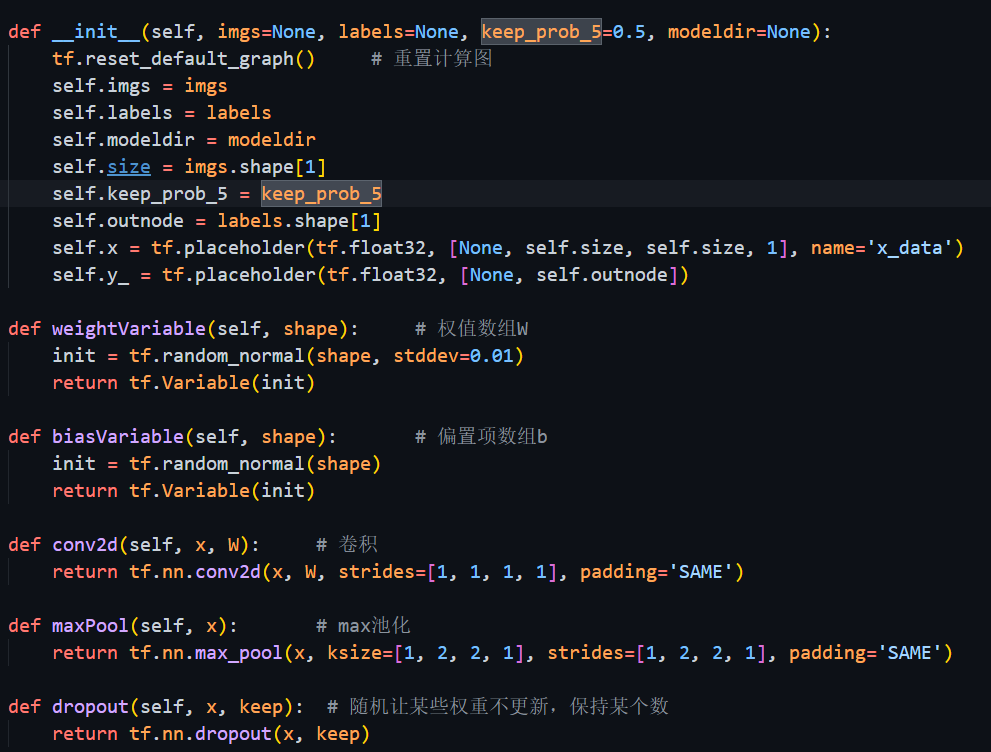 def __init__(self, imgs=None, labels=None, keep_prob_5=0.5, modeldir=None):
    tf.reset_default_graph()     # 重置计算图
    self.imgs = imgs
    self.labels = labels
    self.modeldir = modeldir
    self.size = imgs.shape[1]
    self.keep_prob_5 = keep_prob_5
    self.outnode = labels.shape[1]
    self.x = tf.placeholder(tf.float32, [None, self.size, self.size, 1], name='x_data')
    self.y_ = tf.placeholder(tf.float32, [None, self.outnode])
def weightVariable(self, shape):     # 权值数组W
    init = tf.random_normal(shape, stddev=0.01)
    return tf.Variable(init)
def biasVariable(self, shape):       # 偏置项数组b
    init = tf.random_normal(shape)
    return tf.Variable(init)
def conv2d(self, x, W):     # 卷积
    return tf.nn.conv2d(x, W, strides=[1, 1, 1, 1], padding='SAME')
def maxPool(self, x):       # max池化
    return tf.nn.max_pool(x, ksize=[1, 2, 2, 1], strides=[1, 2, 2, 1], padding='SAME')
def dropout(self, x, keep):  # 随机让某些权重不更新，保持某个数
    return tf.nn.dropout(x, keep)